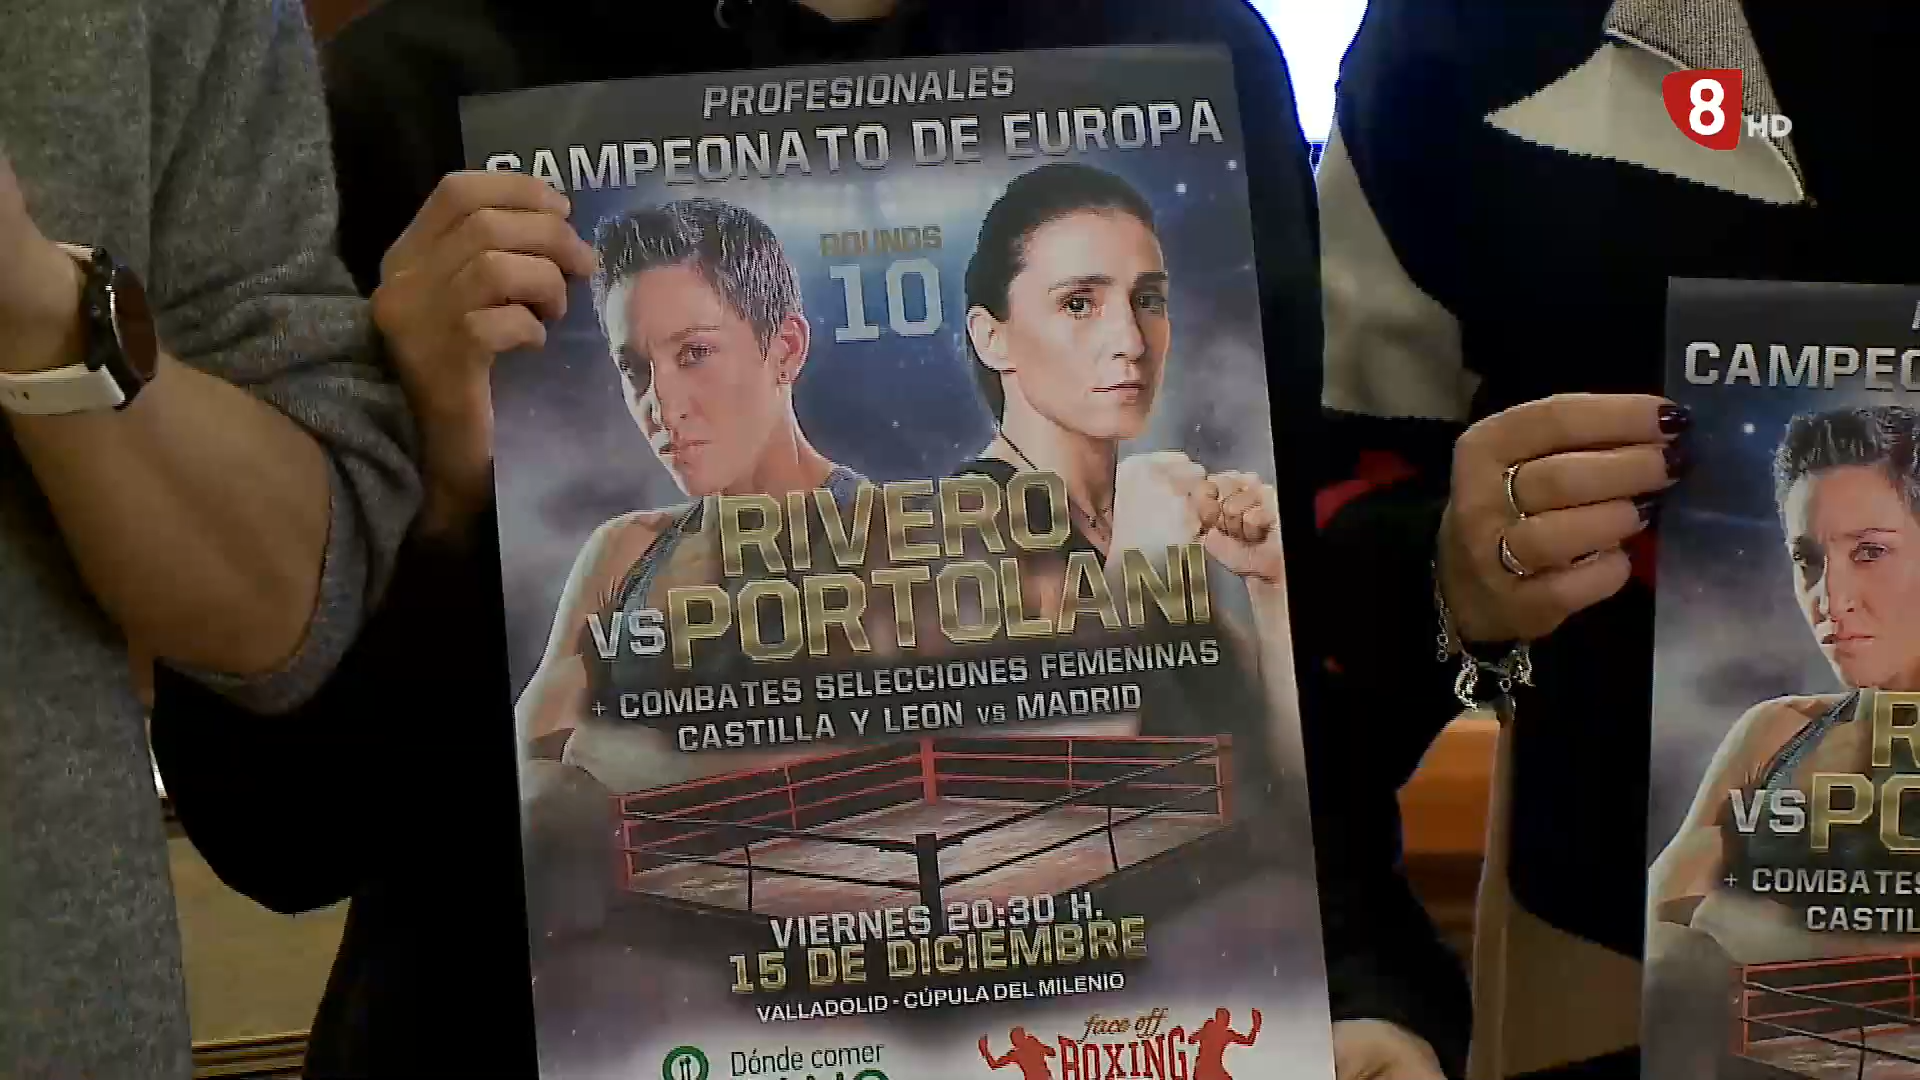 8 HD
PROFESIONALES
CAMPEONATO DE EUROPA
ROUNDS
10
RIVERO
VS PORTOLANI
+ COMBATES SELECCIONES FEMENINAS
CASTILLA Y LEON VS MADRID
VIERNES 20:30 H.
15 DE DICIEMBRE
VALLADOLID - CÚPULA DEL MILENIO
Dónde comer
face off
BOXING
CAMPEO
R
VS PO
+ COMBATES
CASTIL